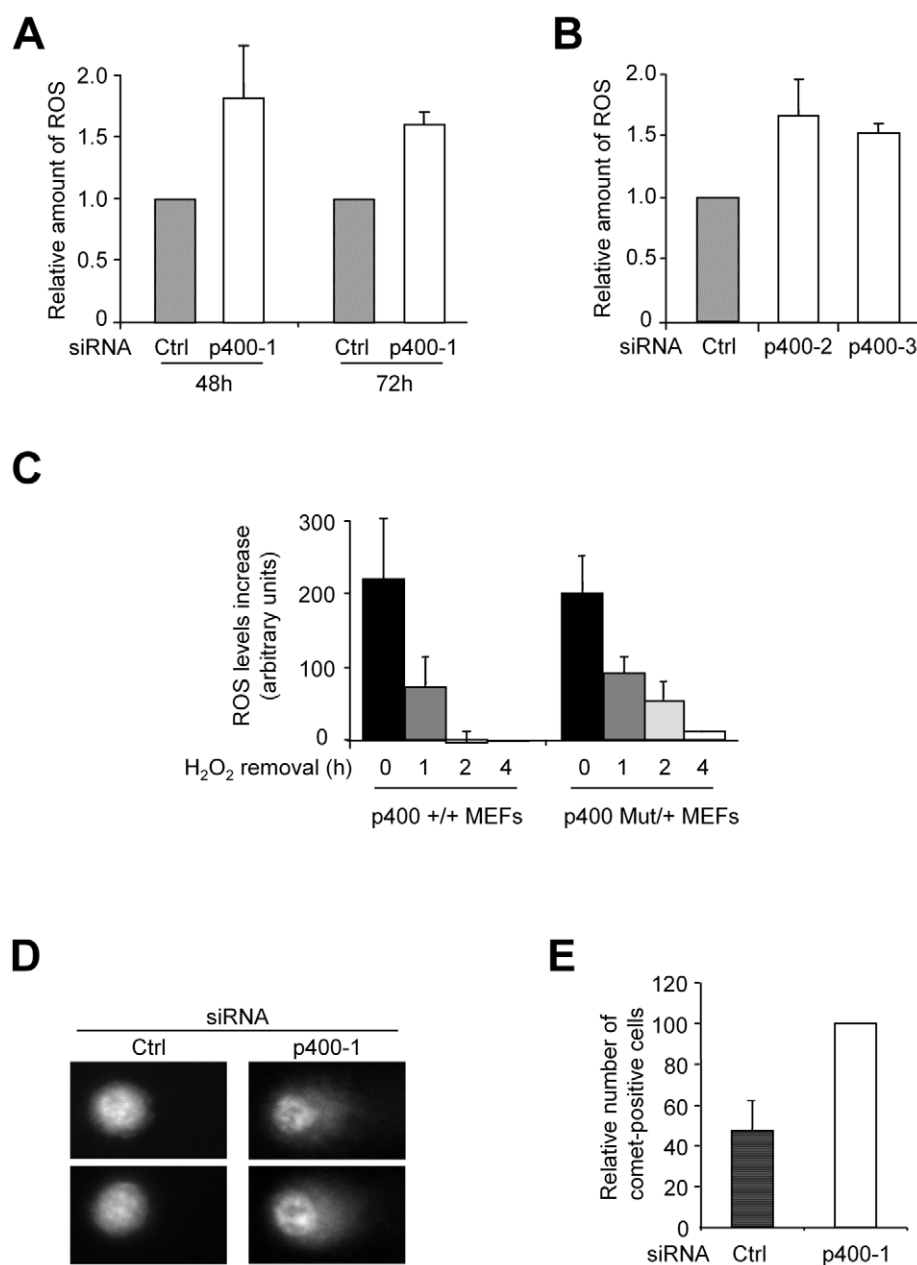 A
Relative amount of ROS
2.0
1.5
1.0
0.5
0
siRNA Ctrl p400-1 Ctrl p400-1
48h 72h
B
Relative amount of ROS
2.0
1.5
1.0
0.5
0
siRNA Ctrl p400-2 p400-3
C
ROS levels increase
(arbitrary units)
300
200
100
0
H₂O₂ removal (h) 0 1 2 4 0 1 2 4
p400 +/+ MEFs p400 Mut/+ MEFs
D
siRNA
Ctrl p400-1
E
Relative number of
comet-positive cells
120
100
80
60
40
20
0
siRNA Ctrl p400-1